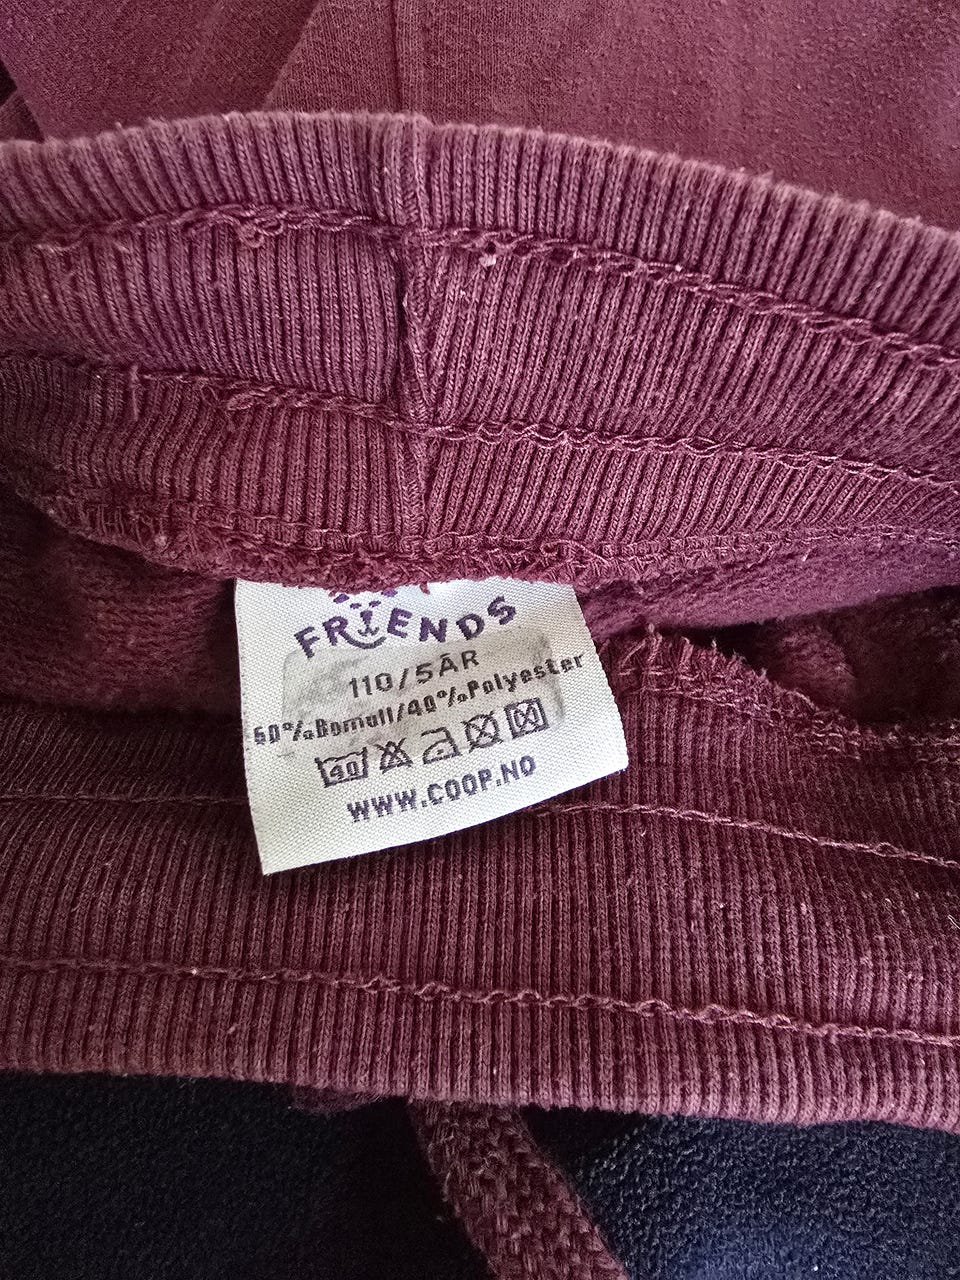 FRIENDS
110/5ÅR
60%Bomull/40%Polyester
40
WWW.COOP.NO